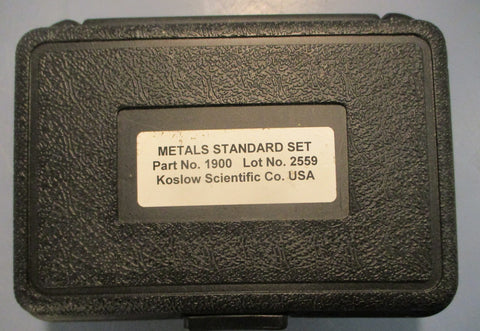 METALS STANDARD SET
Part No. 1900 Lot No. 2559
Koslow Scientific Co. USA